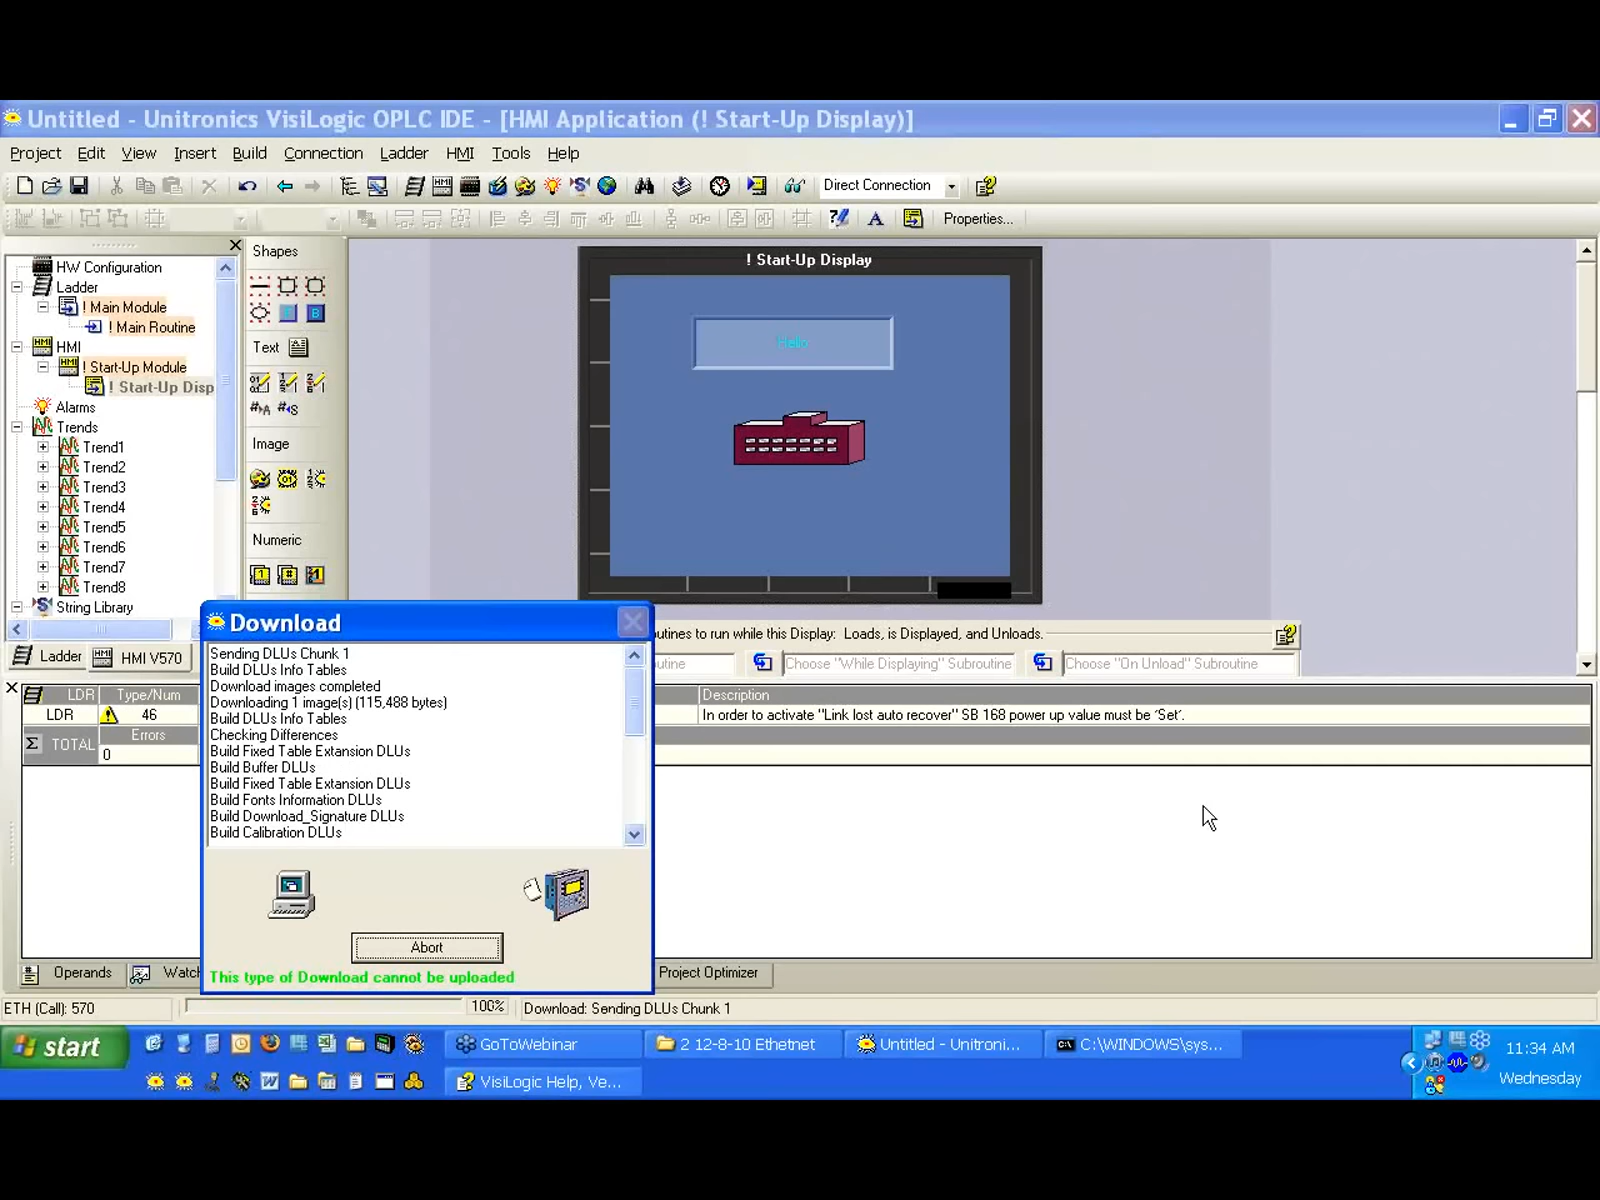 Untitled - Unitronics VisiLogic OPLC IDE - [HMI Application (! Start-Up Display)]
Project Edit View Insert Build Connection Ladder HMI Tools Help
Direct Connection
Properties...
HW Configuration
Ladder
! Main Module
! Main Routine
HMI
! Start-Up Module
! Start-Up Disp
Alarms
Trends
Trend1
Trend2
Trend3
Trend4
Trend5
Trend6
Trend7
Trend8
String Library
Ladder HMI V570
Shapes
Text
Image
Numeric
! Start-Up Display
Hello
utines to run while this Display: Loads, is Displayed, and Unloads.
utine Choose "While Displaying" Subroutine Choose "On Unload" Subroutine
LDR Type/Num Description
LDR 46 In order to activate "Link lost auto recover" SB 168 power up value must be 'Set'.
TOTAL Errors
0
Download
Sending DLUs Chunk 1
Build DLUs Info Tables
Download images completed
Downloading 1 image(s) (115,488 bytes)
Build DLUs Info Tables
Checking Differences
Build Fixed Table Extansion DLUs
Build Buffer DLUs
Build Fixed Table Extansion DLUs
Build Fonts Information DLUs
Build Download_Signature DLUs
Build Calibration DLUs
Abort
This type of Download cannot be uploaded
Operands Watch Project Optimizer
ETH (Call): 570 100% Download: Sending DLUs Chunk 1
start GoToWebinar 2 12-8-10 Ethetnet Untitled - Unitroni... C:\WINDOWS\sys...
VisiLogic Help, Ve...
11:34 AM
Wednesday